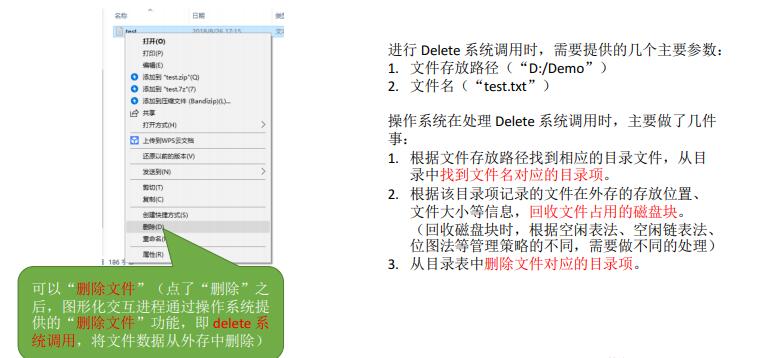 名称
日期
类型
test
2018/8/26 17:15
文本
打开(O)
打印(P)
编辑(E)
添加到 "test.zip"(Q)
添加到 "test.7z"(7)
添加到压缩文件 (Bandizip)(L)...
共享
打开方式(H)
上传到WPS云文档
还原以前的版本(V)
发送到(N)
剪切(T)
复制(C)
创建快捷方式(S)
删除(D)
重命名(
属性(R)
186 字
可以“删除文件”（点了“删除”之
后，图形化交互进程通过操作系统提
供的“删除文件”功能，即 delete 系
统调用，将文件数据从外存中删除）
进行 Delete 系统调用时，需要提供的几个主要参数：
1. 文件存放路径（“D:/Demo”）
2. 文件名（“test.txt”）
操作系统在处理 Delete 系统调用时，主要做了几件
事：
1. 根据文件存放路径找到相应的目录文件，从目
录中找到文件名对应的目录项。
2. 根据该目录项记录的文件在外存的存放位置、
文件大小等信息，回收文件占用的磁盘块。
（回收磁盘块时，根据空闲表法、空闲链表法、
位图法等管理策略的不同，需要做不同的处理）
3. 从目录表中删除文件对应的目录项。